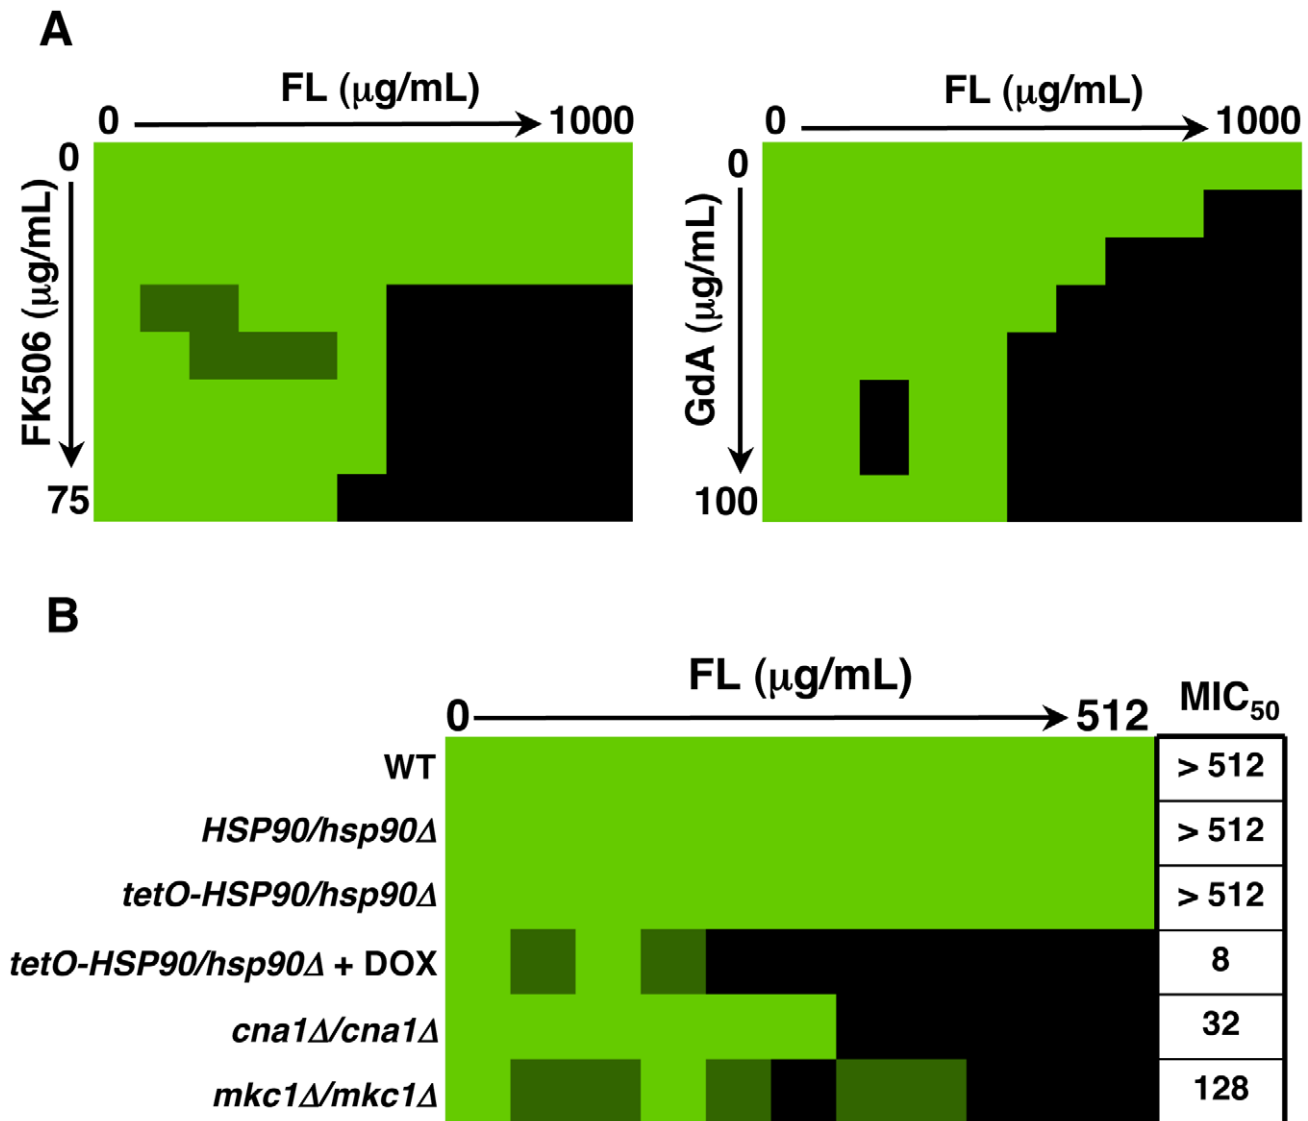 A
FL (μg/mL)
0 1000
0
FK506 (μg/mL)
75
FL (μg/mL)
0 1000
0
GdA (μg/mL)
100
B
FL (μg/mL)
0 512 MIC50
WT > 512
HSP90/hsp90Δ > 512
tetO-HSP90/hsp90Δ > 512
tetO-HSP90/hsp90Δ + DOX 8
cna1Δ/cna1Δ 32
mkc1Δ/mkc1Δ 128